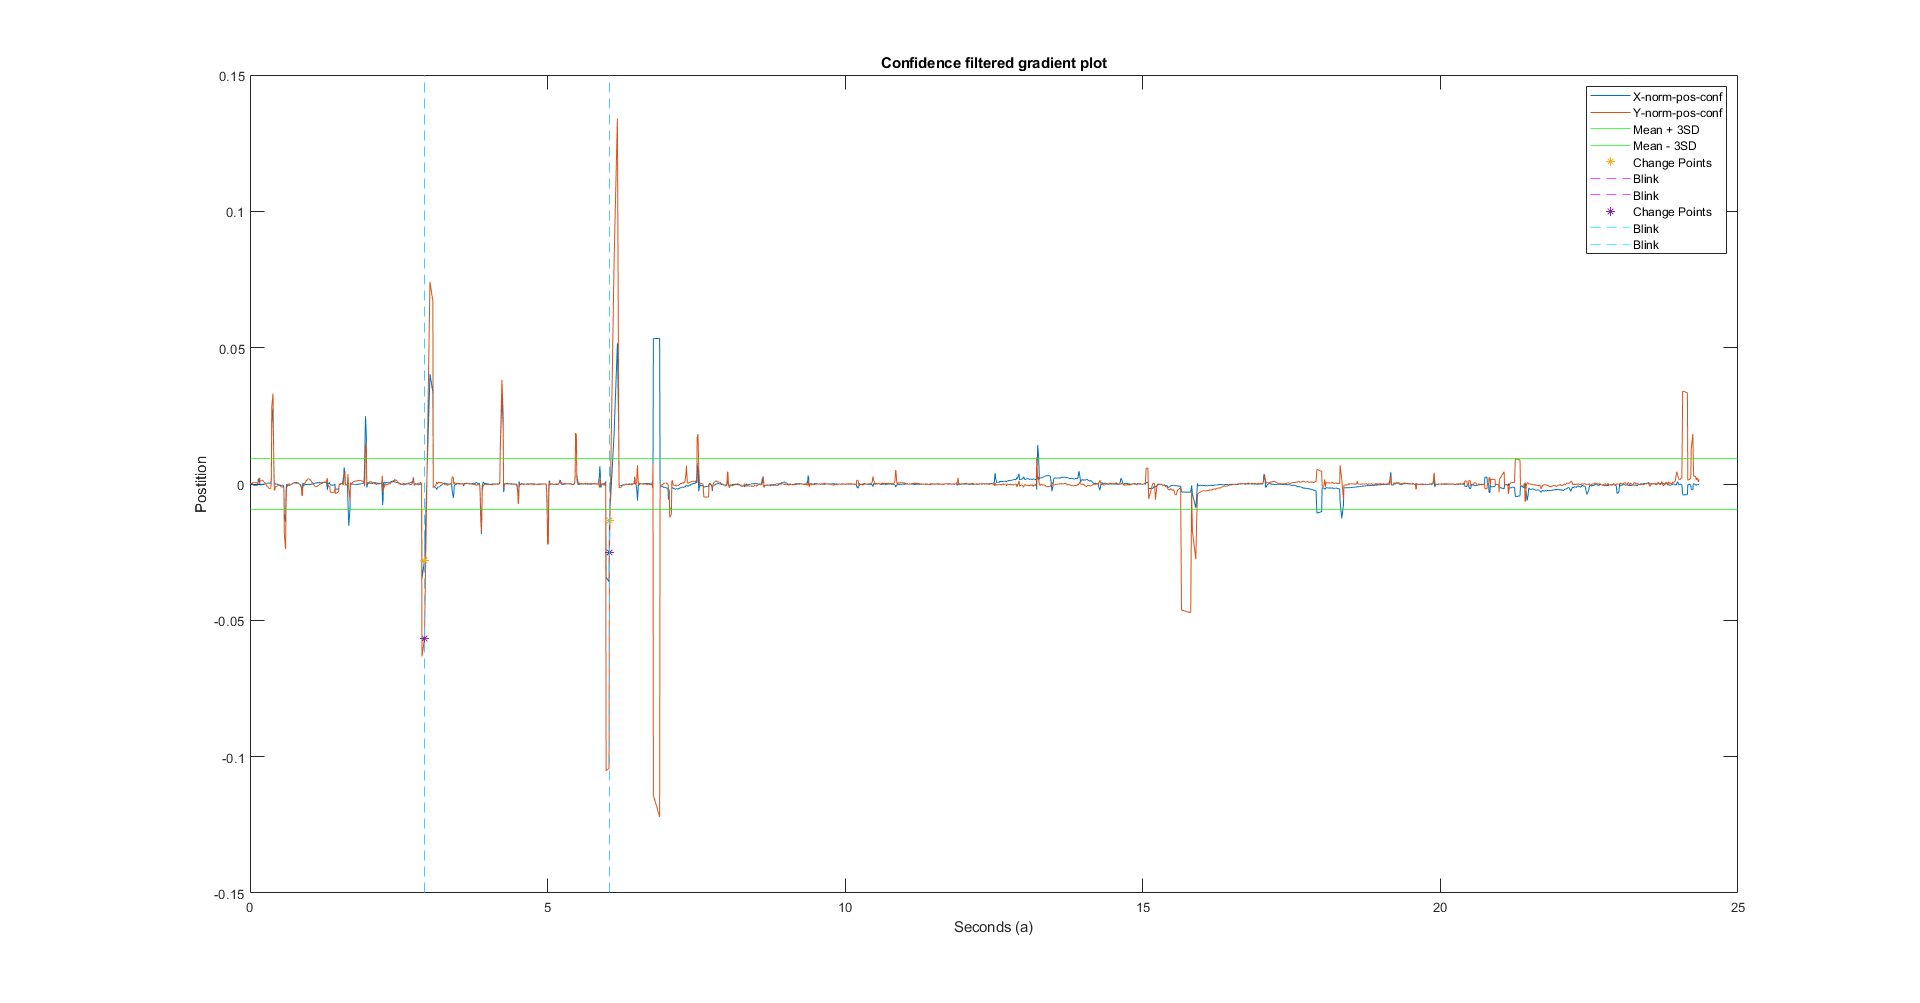 Confidence filtered gradient plot
0.15
0.1
0.05
0
-0.05
-0.1
-0.15
Postition
0
5
10
15
20
25
Seconds (a)
X-norm-pos-conf
Y-norm-pos-conf
Mean + 3SD
Mean - 3SD
Change Points
Blink
Blink
Change Points
Blink
Blink